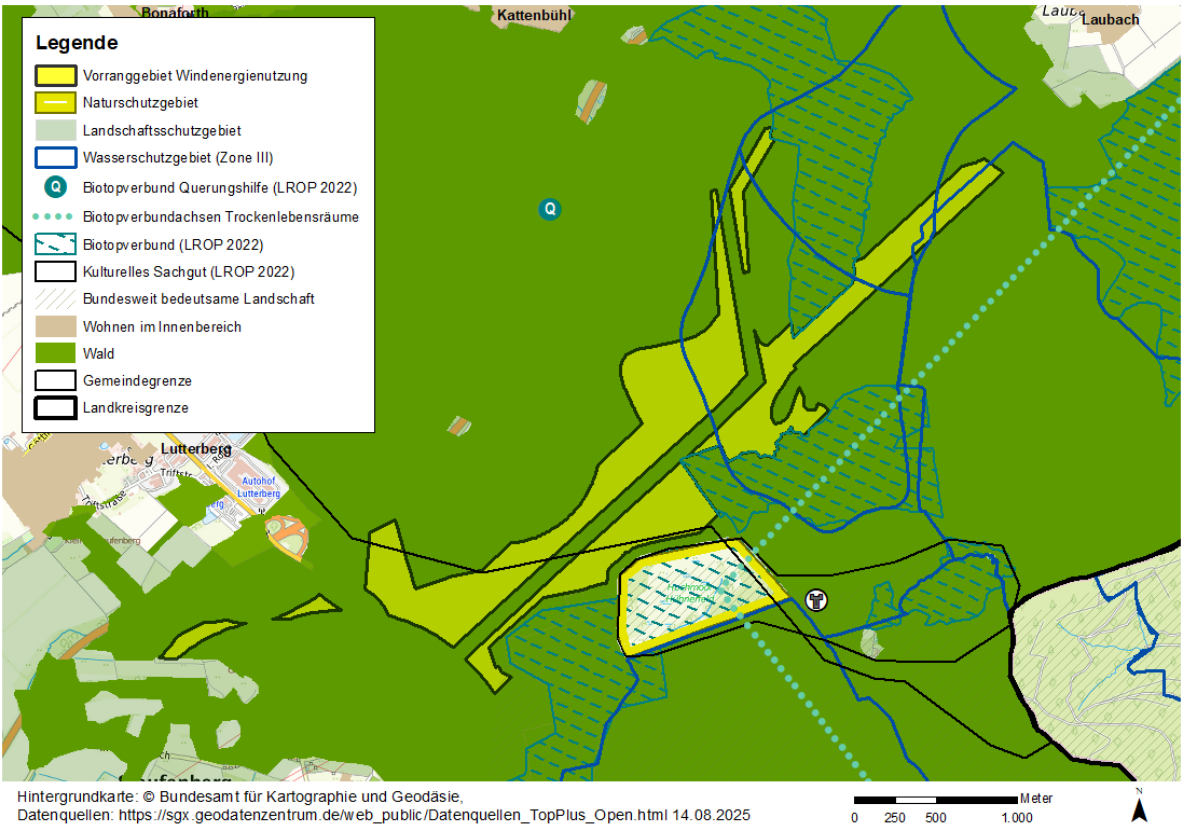 Bonaforth
Kattenbühl
Laubach
Legende
Vorranggebiet Windenergienutzung
Naturschutzgebiet
Landschaftsschutzgebiet
Wasserschutzgebiet (Zone III)
Q Biotopverbund Querungshilfe (LROP 2022)
Biotopverbundachsen Trockenlebensräume
Biotopverbund (LROP 2022)
Kulturelles Sachgut (LROP 2022)
Bundesweit bedeutsame Landschaft
Wohnen im Innenbereich
Wald
Gemeindegrenze
Landkreisgrenze
Q
Lutterberg
Triftstr
Triftstraße
Autohof
Lutterberg
Hintergrundkarte: © Bundesamt für Kartographie und Geodäsie,
Datenquellen: https://sgx.geodatenzentrum.de/web_public/Datenquellen_TopPlus_Open.html 14.08.2025
Meter
0 250 500 1.000
N